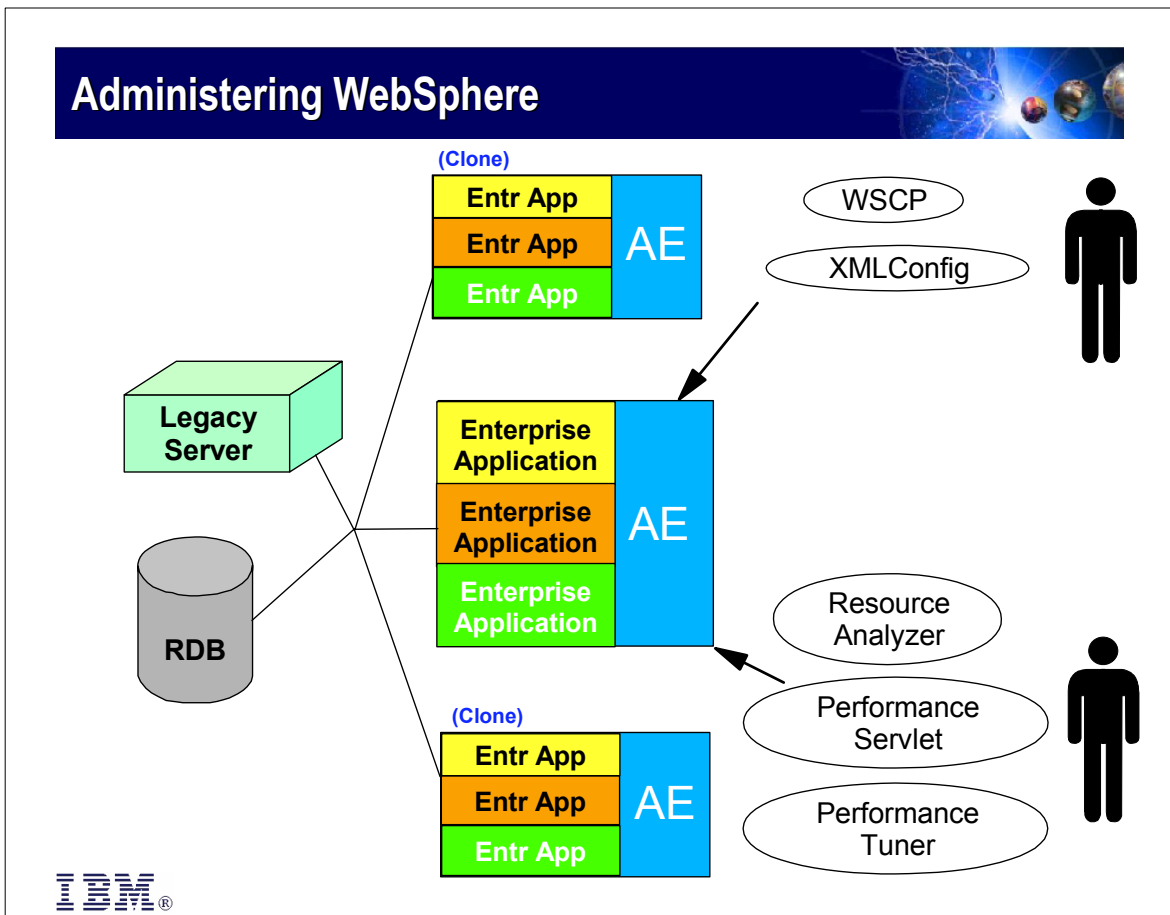 Administering WebSphere
(Clone)
Entr App
Entr App
Entr App
AE
WSCP
XMLConfig
Legacy
Server
RDB
Enterprise
Application
Enterprise
Application
Enterprise
Application
AE
Resource
Analyzer
Performance
Servlet
Performance
Tuner
(Clone)
Entr App
Entr App
Entr App
AE
IBM®